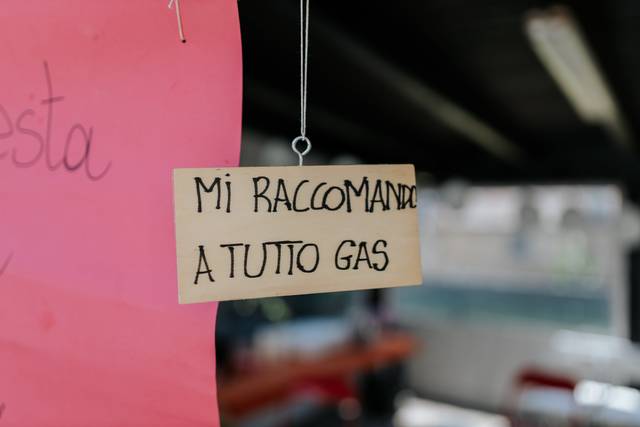 esta
MI RACCOMANDO
A TUTTO GAS